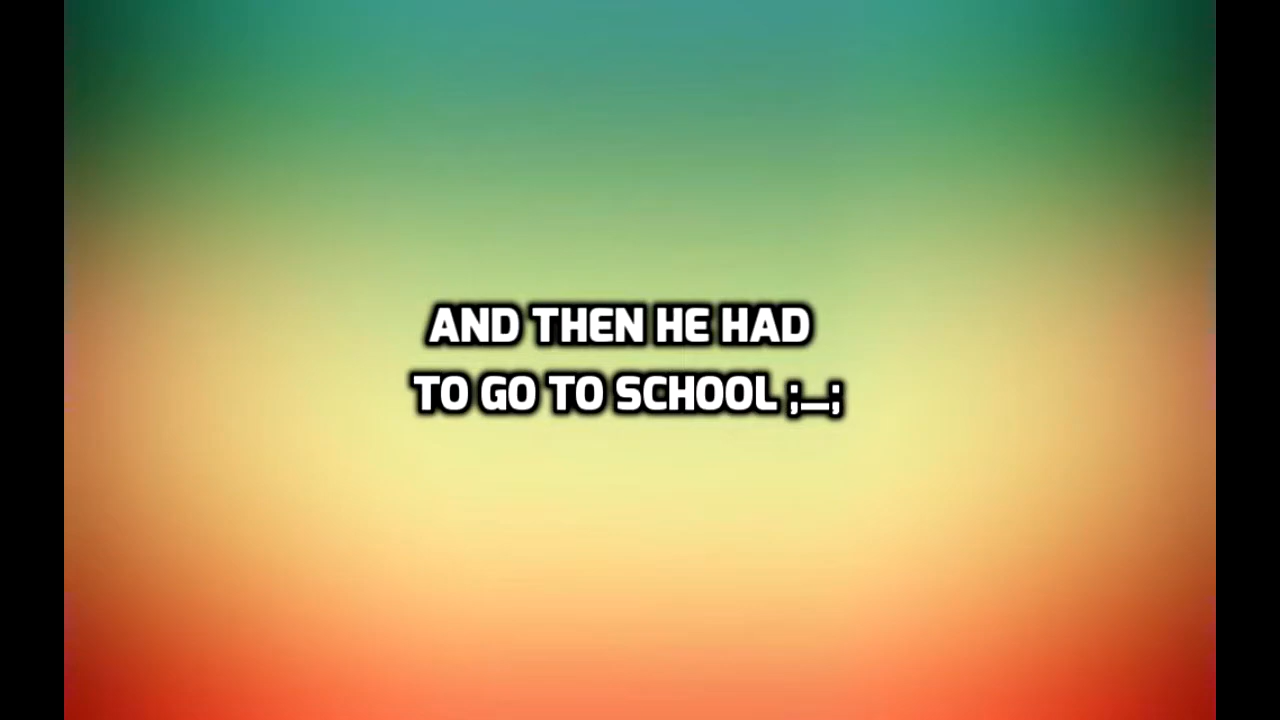 AND THEN HE HAD
TO GO TO SCHOOL ;_;